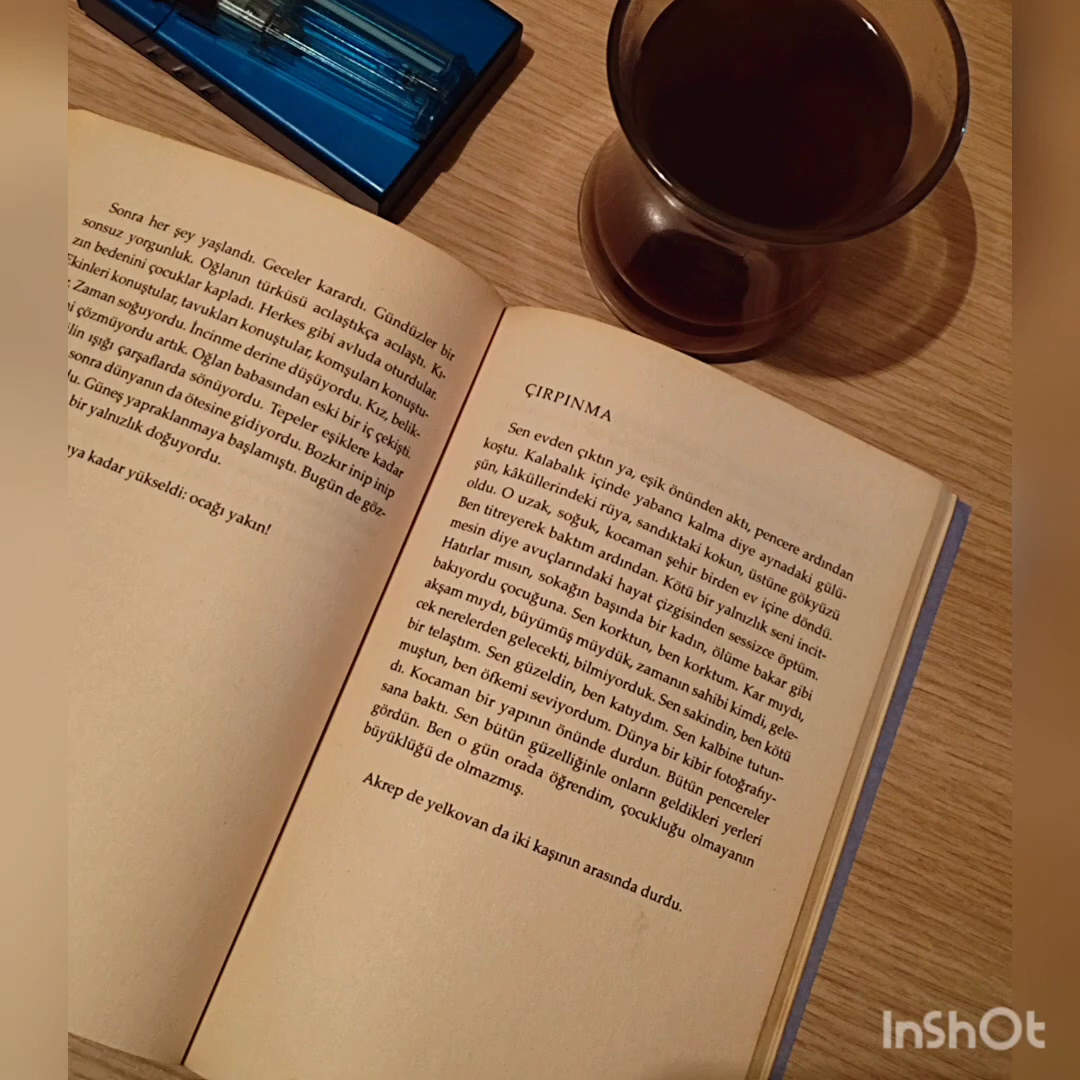 Sonra her şey yaşlandı. Geceler karardı. Gündüzler bir
sonsuz yorgunluk. Oğlanın türküsü acılaştıkça acılaştı. Kı-
zın bedenini çocuklar kapladı. Herkes gibi avluda oturdular.
Ekinleri konuştular, tavukları konuştular, komşuları konuştu-
Zaman soğuyordu. İncinme derine düşüyordu. Kız, belik-
çözmüyordu artık. Oğlan babasından eski bir iç çekişti.
ışığı çarşaflarda sönüyordu. Tepeler eşiklere kadar
sonra dünyanın da ötesine gidiyordu. Bozkır inip inip
Güneş yapraklanmaya başlamıştı. Bugün de göz-
bir yalnızlık doğuyordu.
kadar yükseldi: ocağı yakın!
ÇIRPINMA
Sen evden çıktın ya, eşik önünden aktı, pencere ardından
koştu. Kalabalık içinde yabancı kalma diye aynadaki gülü-
şün, kâküllerindeki rüya, sandıktaki kokun, üstüne gökyüzü
oldu. O uzak, soğuk, kocaman şehir birden ev içine döndü.
Ben titreyerek baktım ardından. Kötü bir yalnızlık seni incit-
mesin diye avuçlarındaki hayat çizgisinden sessizce öptüm.
Hatırlar mısın, sokağın başında bir kadın, ölüme bakar gibi
bakıyordu çocuğuna. Sen korktun, ben korktum. Kar mıydı,
akşam mıydı, büyümüş müydük, zamanın sahibi kimdi, gele-
cek nerelerden gelecekti, bilmiyorduk. Sen sakindin, ben kötü
bir telaştım. Sen güzeldin, ben katıydım. Sen kalbine tutun-
muştun, ben öfkemi seviyordum. Dünya bir kibir fotoğrafıy-
dı. Kocaman bir yapının önünde durdun. Bütün pencereler
sana baktı. Sen bütün güzelliğinle onların geldikleri yerleri
gördün. Ben o gün orada öğrendim, çocukluğu olmayanın
büyüklüğü de olmazmış.
Akrep de yelkovan da iki kaşının arasında durdu.
InShOt